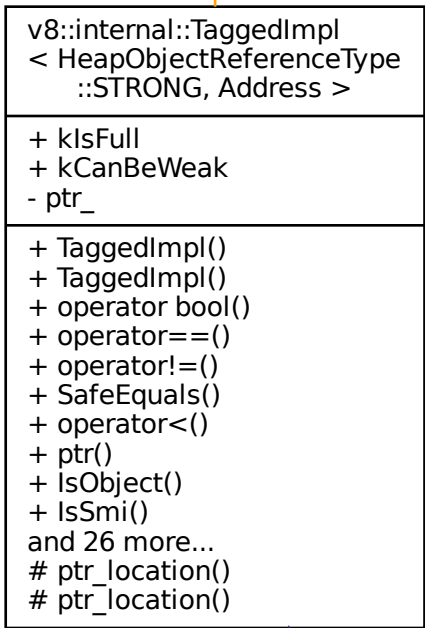 v8::internal::TaggedImpl
< HeapObjectReferenceType
::STRONG, Address >
+ kIsFull
+ kCanBeWeak
- ptr_
+ TaggedImpl()
+ TaggedImpl()
+ operator bool()
+ operator==()
+ operator!=()
+ SafeEquals()
+ operator<()
+ ptr()
+ IsObject()
+ IsSmi()
and 26 more...
# ptr_location()
# ptr_location()